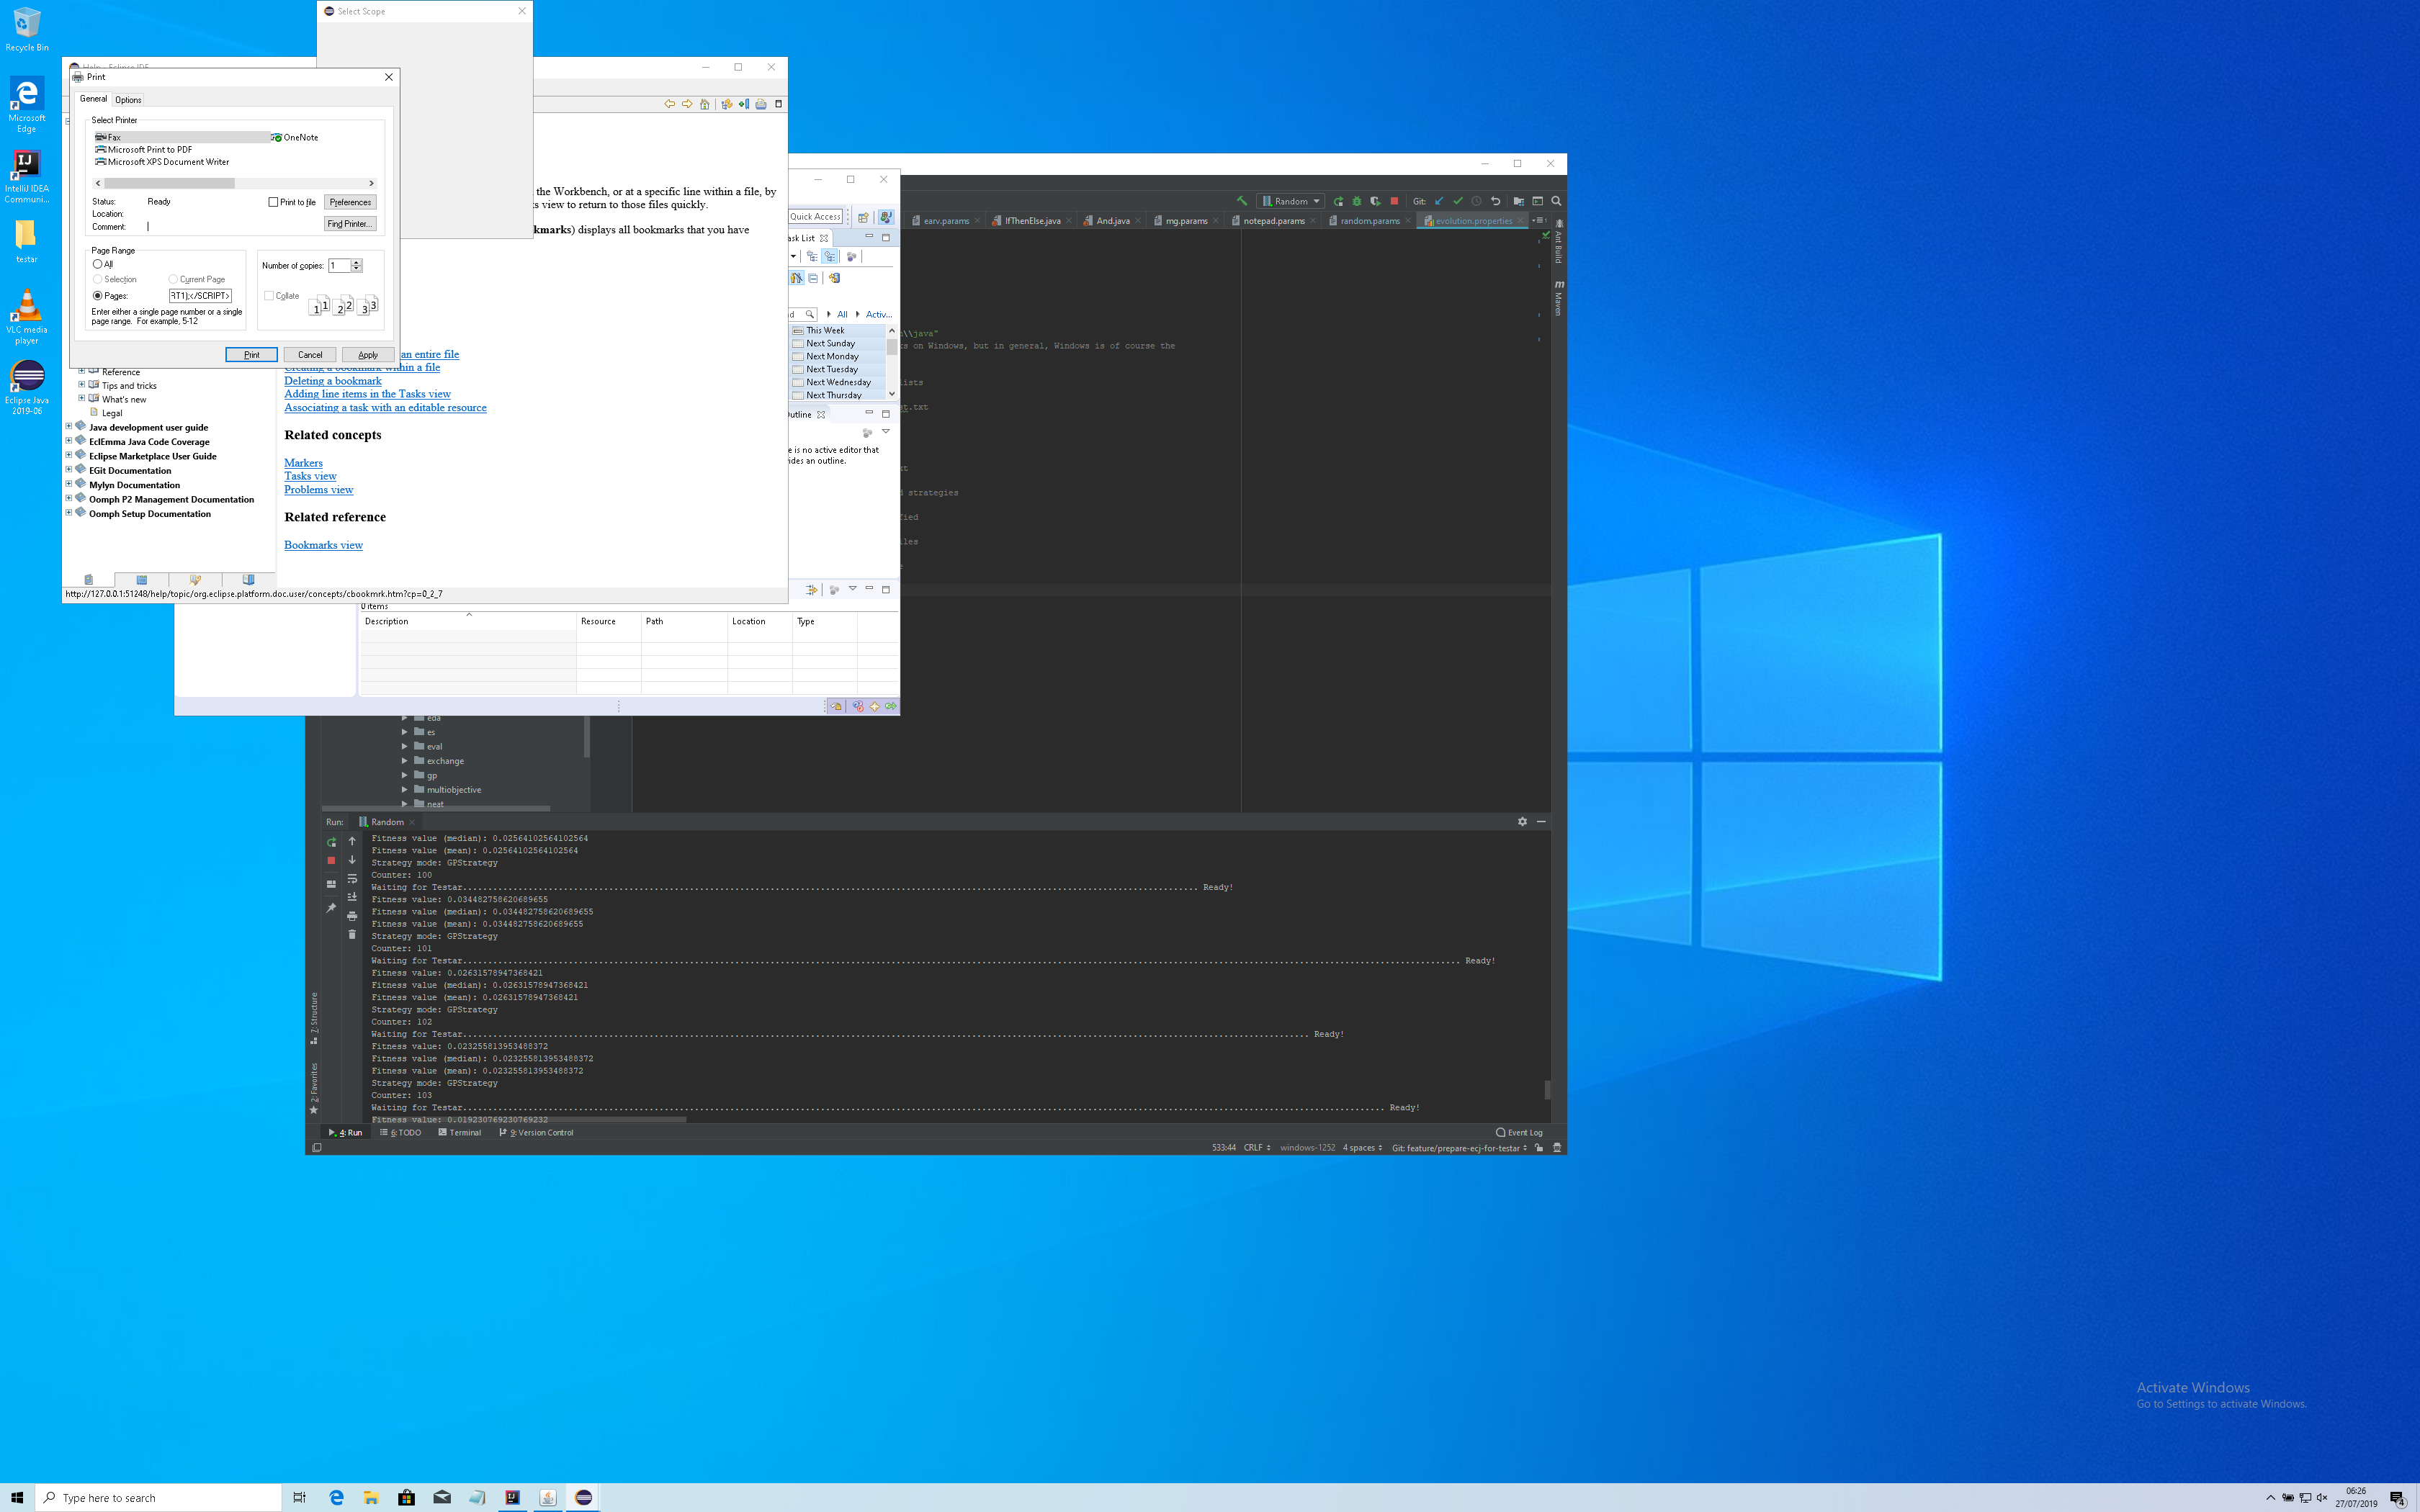 Recycle Bin
Microsoft
Edge
IntelliJ IDEA
Communi...
testar
VLC media
player
Eclipse Java
2019-06
Select Scope
Help - Eclipse IDE
Print
General
Options
Select Printer
Fax
OneNote
Microsoft Print to PDF
Microsoft XPS Document Writer
Status:
Ready
Print to file
Preferences
Location:
Comment:
Find Printer...
Page Range
All
Selection
Current Page
Pages:
RT1);</SCRIPT>
Enter either a single page number or a single
page range. For example, 5-12
Number of copies:
1
Collate
1 1 2 2 3 3
Print
Cancel
Apply
the Workbench, or at a specific line within a file, by
s view to return to those files quickly.
kmarks) displays all bookmarks that you have
an entire file
Creating a bookmark within a file
Deleting a bookmark
Adding line items in the Tasks view
Associating a task with an editable resource
Related concepts
Markers
Tasks view
Problems view
Related reference
Bookmarks view
Reference
Tips and tricks
What's new
Legal
Java development user guide
EclEmma Java Code Coverage
Eclipse Marketplace User Guide
EGit Documentation
Mylyn Documentation
Oomph P2 Management Documentation
Oomph Setup Documentation
http://127.0.0.1:51248/help/topic/org.eclipse.platform.doc.user/concepts/cbookmrk.htm?cp=0_2_7
Quick Access
ask List
All
Activ...
This Week
Next Sunday
Next Monday
Next Tuesday
Next Wednesday
Next Thursday
Outline
e is no active editor that
ides an outline.
0 items
Description
Resource
Path
Location
Type
Random
Git:
earv.params
IfThenElse.java
And.java
mg.params
notepad.params
random.params
evolution.properties
Ant Build
Maven
\\java"
s on Windows, but in general, Windows is of course the
ists
t.txt
xt
strategies
fied
iles
eda
es
eval
exchange
gp
multiobjective
neat
Run:
Random
Fitness value (median): 0.02564102564102564
Fitness value (mean): 0.02564102564102564
Strategy mode: GPStrategy
Counter: 100
Waiting for Testar.......... Ready!
Fitness value: 0.034482758620689655
Fitness value (median): 0.034482758620689655
Fitness value (mean): 0.034482758620689655
Strategy mode: GPStrategy
Counter: 101
Waiting for Testar.......... Ready!
Fitness value: 0.02631578947368421
Fitness value (median): 0.02631578947368421
Fitness value (mean): 0.02631578947368421
Strategy mode: GPStrategy
Counter: 102
Waiting for Testar.......... Ready!
Fitness value: 0.023255813953488372
Fitness value (median): 0.023255813953488372
Fitness value (mean): 0.023255813953488372
Strategy mode: GPStrategy
Counter: 103
Waiting for Testar.......... Ready!
Fitness value: 0.019230769230769232
7: Structure
2: Favorites
4: Run
6: TODO
Terminal
9: Version Control
Event Log
533:44
CRLF
windows-1252
4 spaces
Git: feature/prepare-ecj-for-testar
Activate Windows
Go to Settings to activate Windows.
Type here to search
06:26
27/07/2019
4